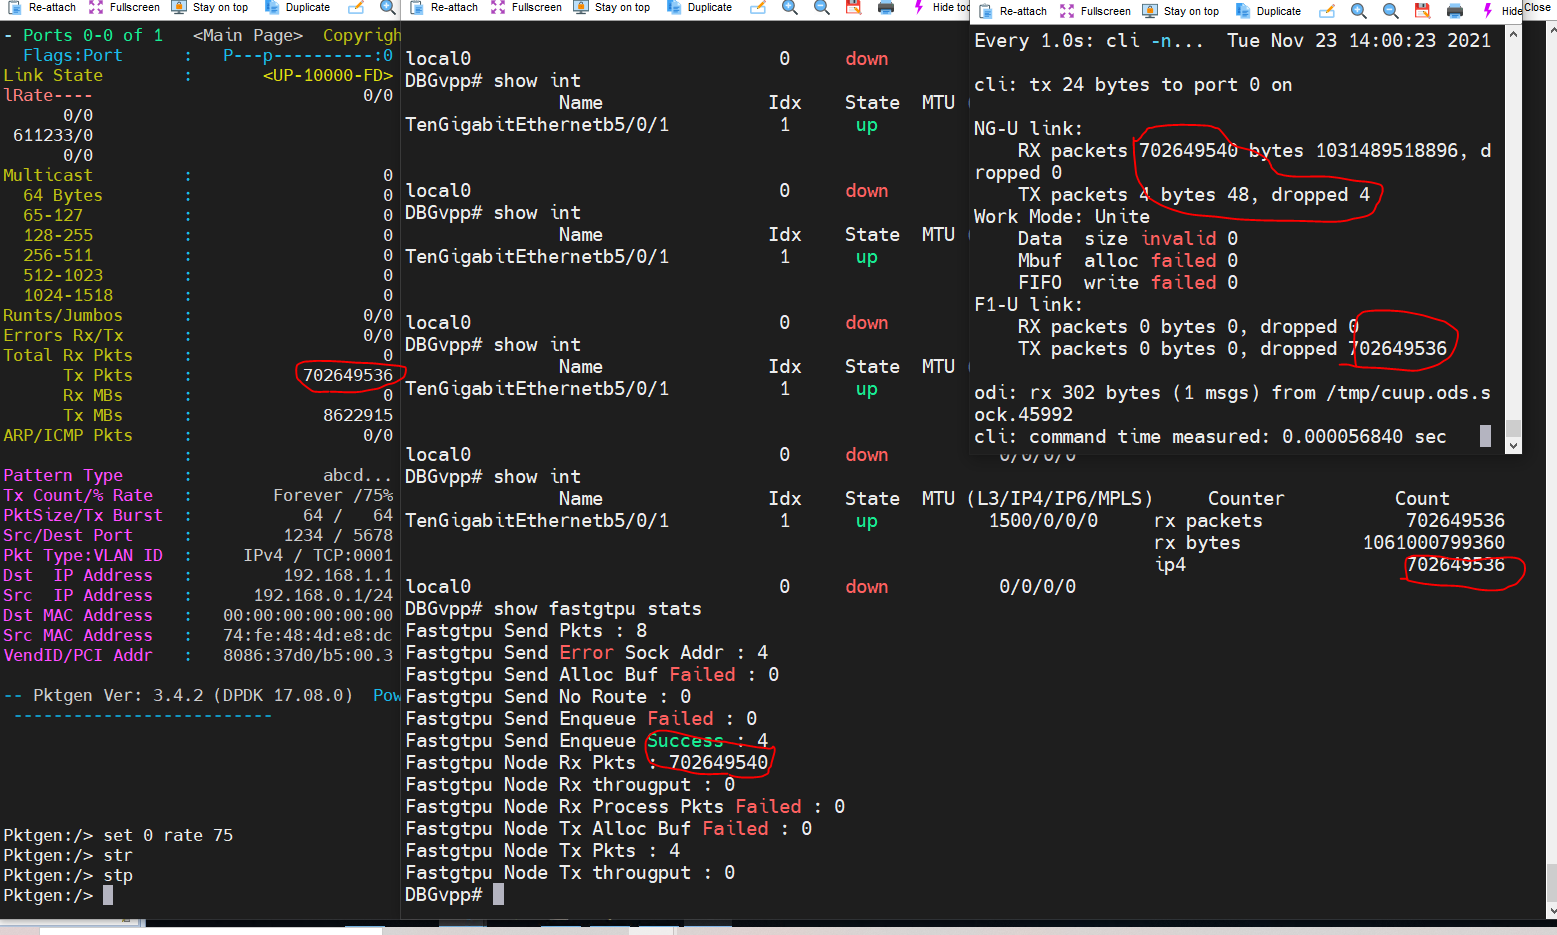 Re-attach Fullscreen Stay on top Duplicate
- Ports 0-0 of 1 <Main Page> Copyrigh
Flags:Port : P---p----------:0
Link State : <UP-10000-FD>
lRate---- 0/0
0/0
611233/0
0/0
Multicast : 0
64 Bytes : 0
65-127 : 0
128-255 : 0
256-511 : 0
512-1023 : 0
1024-1518 : 0
Runts/Jumbos : 0/0
Errors Rx/Tx : 0/0
Total Rx Pkts : 0
Tx Pkts : 702649536
Rx MBs : 0
Tx MBs : 8622915
ARP/ICMP Pkts : 0/0
:
Pattern Type : abcd...
Tx Count/% Rate : Forever /75%
PktSize/Tx Burst : 64 / 64
Src/Dest Port : 1234 / 5678
Pkt Type:VLAN ID : IPv4 / TCP:0001
Dst IP Address : 192.168.1.1
Src IP Address : 192.168.0.1/24
Dst MAC Address : 00:00:00:00:00:00
Src MAC Address : 74:fe:48:4d:e8:dc
VendID/PCI Addr : 8086:37d0/b5:00.3
-- Pktgen Ver: 3.4.2 (DPDK 17.08.0) Pow
--------------------------
Pktgen:/> set 0 rate 75
Pktgen:/> str
Pktgen:/> stp
Pktgen:/>
Re-attach Fullscreen Stay on top Duplicate Hide too
local0 0 down
DBGvpp# show int
Name Idx State MTU (
TenGigabitEthernetb5/0/1 1 up
local0 0 down
DBGvpp# show int
Name Idx State MTU (
TenGigabitEthernetb5/0/1 1 up
local0 0 down
DBGvpp# show int
Name Idx State MTU (
TenGigabitEthernetb5/0/1 1 up
local0 0 down 0/0/0/0
DBGvpp# show int
Name Idx State MTU (L3/IP4/IP6/MPLS) Counter Count
TenGigabitEthernetb5/0/1 1 up 1500/0/0/0 rx packets 702649536
rx bytes 1061000799360
ip4 702649536
local0 0 down 0/0/0/0
DBGvpp# show fastgtpu stats
Fastgtpu Send Pkts : 8
Fastgtpu Send Error Sock Addr : 4
Fastgtpu Send Alloc Buf Failed : 0
Fastgtpu Send No Route : 0
Fastgtpu Send Enqueue Failed : 0
Fastgtpu Send Enqueue Success : 4
Fastgtpu Node Rx Pkts : 702649540
Fastgtpu Node Rx througput : 0
Fastgtpu Node Rx Process Pkts Failed : 0
Fastgtpu Node Tx Alloc Buf Failed : 0
Fastgtpu Node Tx Pkts : 4
Fastgtpu Node Tx througput : 0
DBGvpp#
Re-attach Fullscreen Stay on top Duplicate Hide Close
Every 1.0s: cli -n... Tue Nov 23 14:00:23 2021
cli: tx 24 bytes to port 0 on
NG-U link:
RX packets 702649540 bytes 1031489518896, d
ropped 0
TX packets 4 bytes 48, dropped 4
Work Mode: Unite
Data size invalid 0
Mbuf alloc failed 0
FIFO write failed 0
F1-U link:
RX packets 0 bytes 0, dropped 0
TX packets 0 bytes 0, dropped 702649536
odi: rx 302 bytes (1 msgs) from /tmp/cuup.ods.s
ock.45992
cli: command time measured: 0.000056840 sec